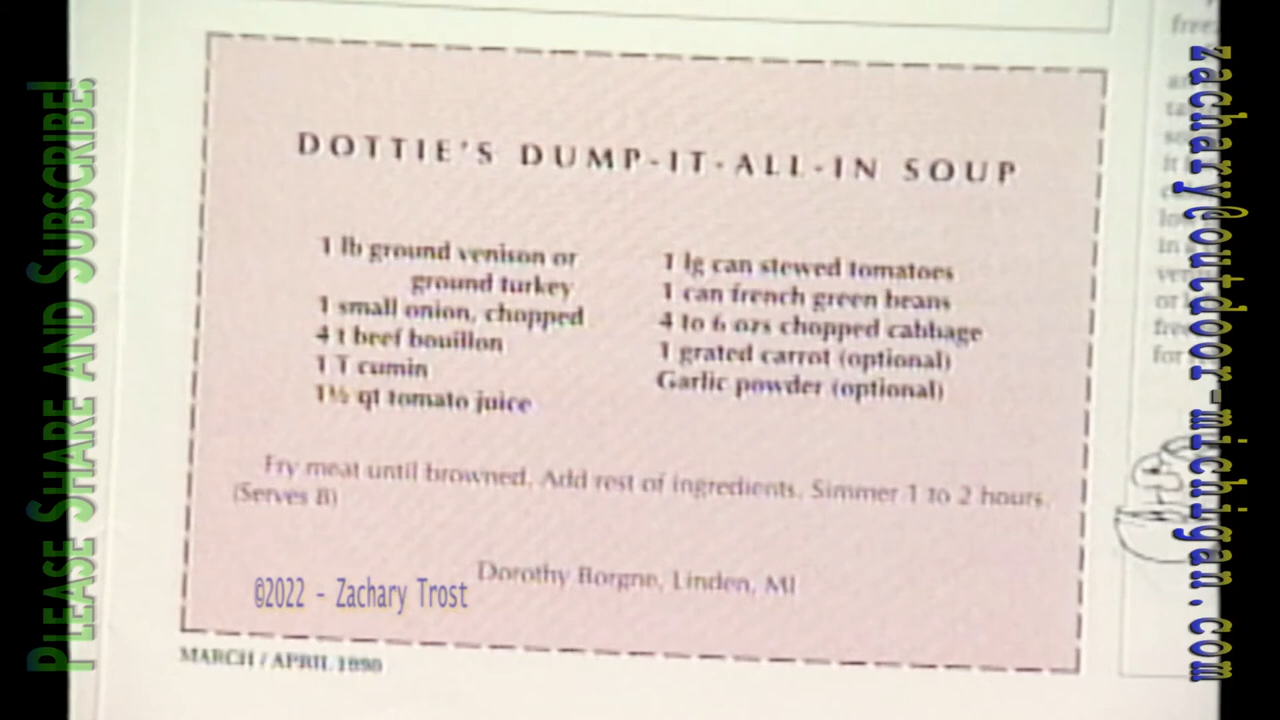 DOTTIE'S DUMP-IT-ALL-IN SOUP
1 lb ground venison or
ground turkey
1 small onion, chopped
4 t beef bouillon
1 T cumin
1½ qt tomato juice
1 lg can stewed tomatoes
1 can french green beans
4 to 6 ozs chopped cabbage
1 grated carrot (optional)
Garlic powder (optional)
Fry meat until browned. Add rest of ingredients. Simmer 1 to 2 hours.
(Serves 8)
Dorothy Borgne, Linden, MI
©2022 - Zachary Trost
MARCH / APRIL 1990
PLEASE SHARE AND SUBSCRIBE!
zachary@outdoor-michigan.com